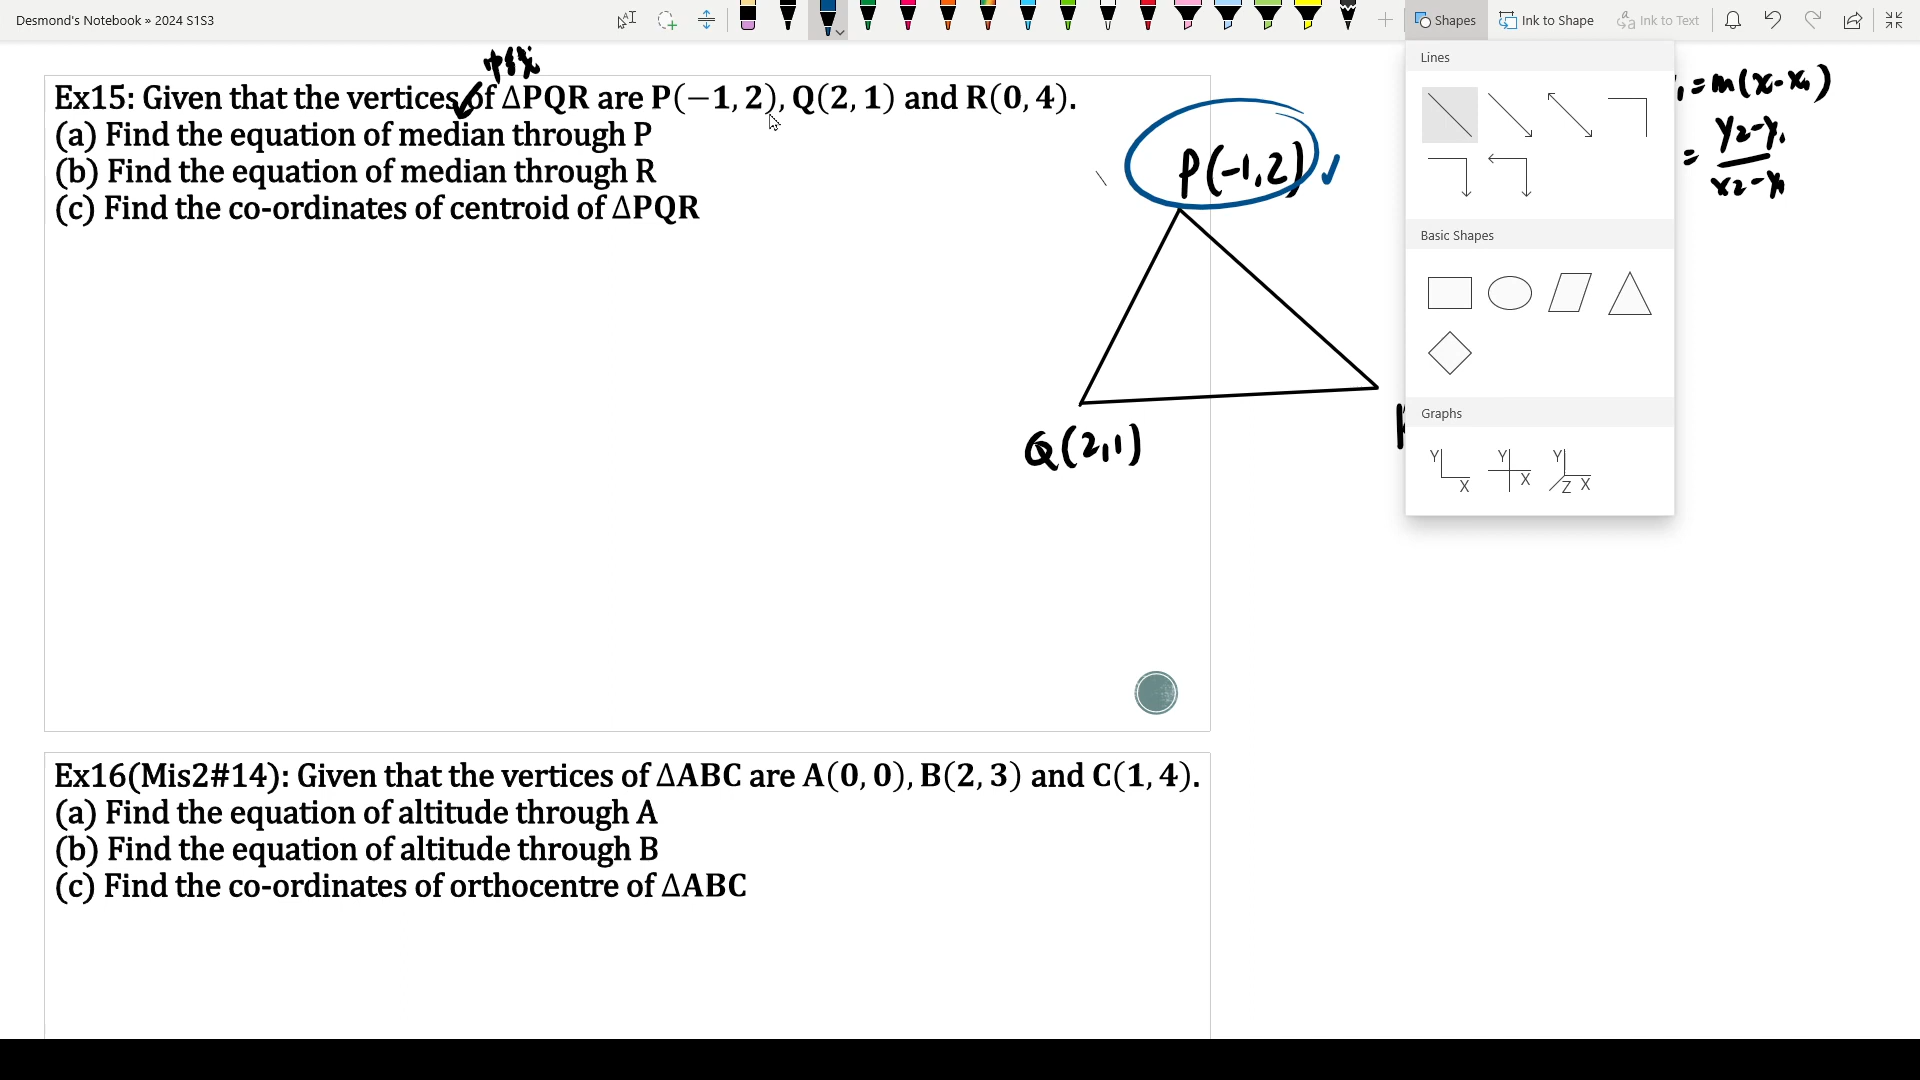 Desmond's Notebook » 2024 S1S3
Shapes
Ink to Shape
Ink to Text
Ex15: Given that the vertices of ΔPQR are P(−1, 2), Q(2, 1) and R(0, 4).
(a) Find the equation of median through P
(b) Find the equation of median through R
(c) Find the co-ordinates of centroid of ΔPQR
P(-1,2)
Q(2,1)
Lines
Basic Shapes
Graphs
Y
X
Y
X
Y
Z X
= m(x-x₁)
= y₂-y₁
Ex16(Mis2#14): Given that the vertices of ΔABC are A(0, 0), B(2, 3) and C(1, 4).
(a) Find the equation of altitude through A
(b) Find the equation of altitude through B
(c) Find the co-ordinates of orthocentre of ΔABC